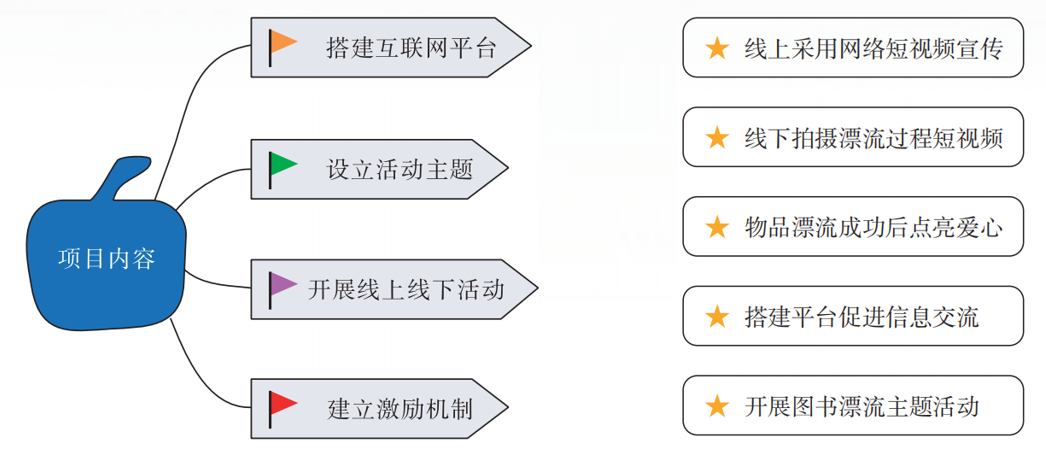 项目内容
搭建互联网平台
设立活动主题
开展线上线下活动
建立激励机制
线上采用网络短视频宣传
线下拍摄漂流过程短视频
物品漂流成功后点亮爱心
搭建平台促进信息交流
开展图书漂流主题活动